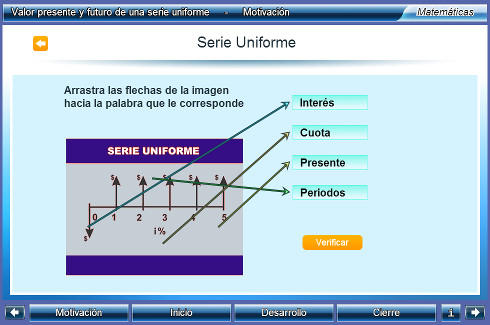 Valor presente y futuro de una serie uniforme - Motivación
Matemáticas
Serie Uniforme
Arrastra las flechas de la imagen
hacia la palabra que le corresponde
Interés
Cuota
Presente
Periodos
SERIE UNIFORME
$ $ $ $ $
0 1 2 3 4 5
$
i %
Verificar
Motivación Inicio Desarrollo Cierre i